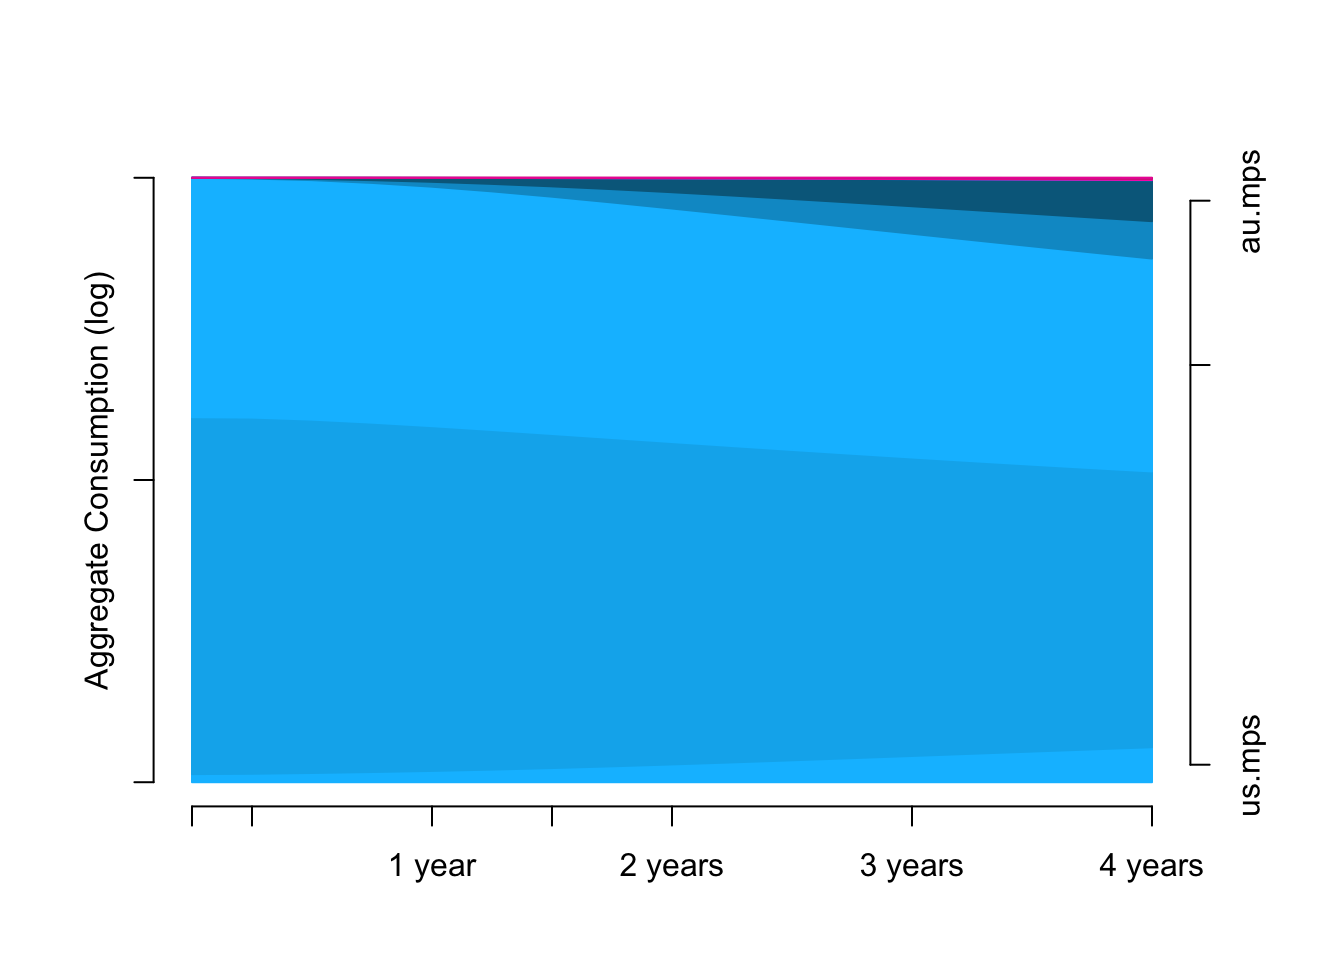 Aggregate Consumption (log)
au.mps
us.mps
1 year
2 years
3 years
4 years